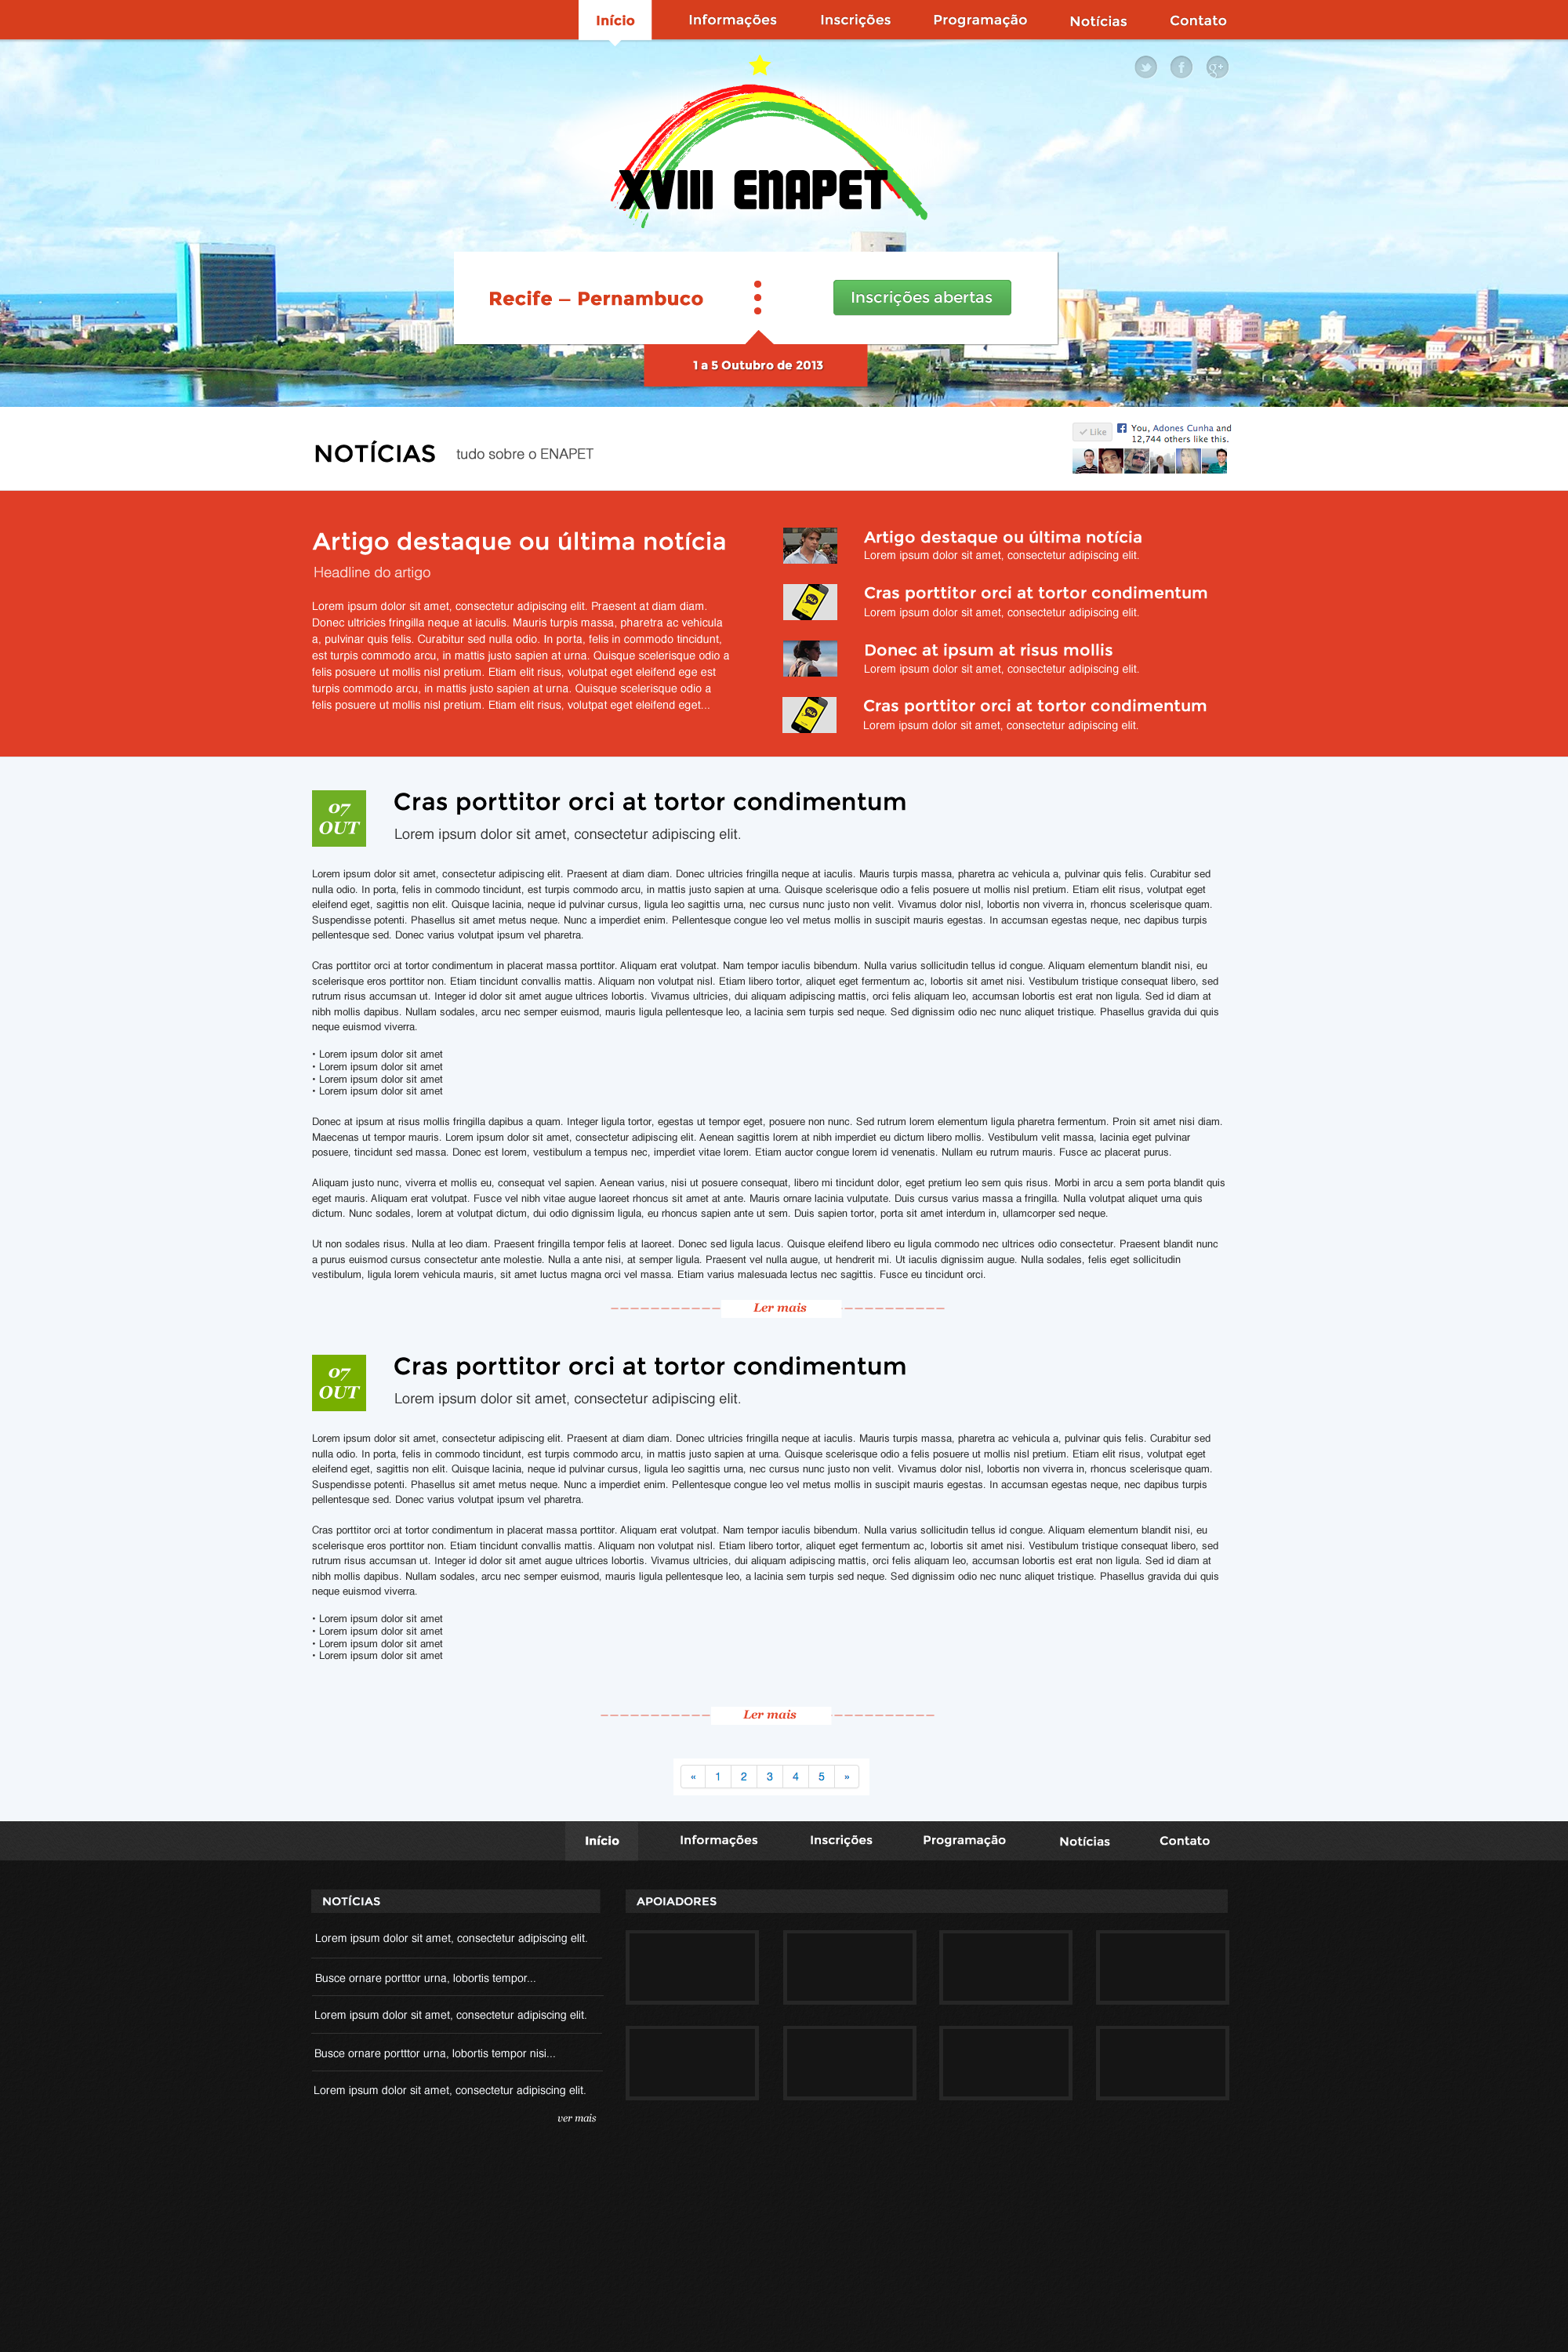 Início
Informações
Inscrições
Programação
Notícias
Contato
XVIII ENAPET
Recife – Pernambuco
Inscrições abertas
1 a 5 Outubro de 2013
NOTÍCIAS
tudo sobre o ENAPET
Like
You, Adones Cunha and
12,744 others like this.
Artigo destaque ou última notícia
Headline do artigo
Lorem ipsum dolor sit amet, consectetur adipiscing elit. Praesent at diam diam.
Donec ultricies fringilla neque at iaculis. Mauris turpis massa, pharetra ac vehicula
a, pulvinar quis felis. Curabitur sed nulla odio. In porta, felis in commodo tincidunt,
est turpis commodo arcu, in mattis justo sapien at urna. Quisque scelerisque odio a
felis posuere ut mollis nisl pretium. Etiam elit risus, volutpat eget eleifend ege est
turpis commodo arcu, in mattis justo sapien at urna. Quisque scelerisque odio a
felis posuere ut mollis nisl pretium. Etiam elit risus, volutpat eget eleifend eget...
Artigo destaque ou última notícia
Lorem ipsum dolor sit amet, consectetur adipiscing elit.
Cras porttitor orci at tortor condimentum
Lorem ipsum dolor sit amet, consectetur adipiscing elit.
Donec at ipsum at risus mollis
Lorem ipsum dolor sit amet, consectetur adipiscing elit.
Cras porttitor orci at tortor condimentum
Lorem ipsum dolor sit amet, consectetur adipiscing elit.
07
OUT
Cras porttitor orci at tortor condimentum
Lorem ipsum dolor sit amet, consectetur adipiscing elit.
Lorem ipsum dolor sit amet, consectetur adipiscing elit. Praesent at diam diam. Donec ultricies fringilla neque at iaculis. Mauris turpis massa, pharetra ac vehicula a, pulvinar quis felis. Curabitur sed
nulla odio. In porta, felis in commodo tincidunt, est turpis commodo arcu, in mattis justo sapien at urna. Quisque scelerisque odio a felis posuere ut mollis nisl pretium. Etiam elit risus, volutpat eget
eleifend eget, sagittis non elit. Quisque lacinia, neque id pulvinar cursus, ligula leo sagittis urna, nec cursus nunc justo non velit. Vivamus dolor nisl, lobortis non viverra in, rhoncus scelerisque quam.
Suspendisse potenti. Phasellus sit amet metus neque. Nunc a imperdiet enim. Pellentesque congue leo vel metus mollis in suscipit mauris egestas. In accumsan egestas neque, nec dapibus turpis
pellentesque sed. Donec varius volutpat ipsum vel pharetra.
Cras porttitor orci at tortor condimentum in placerat massa porttitor. Aliquam erat volutpat. Nam tempor iaculis bibendum. Nulla varius sollicitudin tellus id congue. Aliquam elementum blandit nisi, eu
scelerisque eros porttitor non. Etiam tincidunt convallis mattis. Aliquam non volutpat nisl. Etiam libero tortor, aliquet eget fermentum ac, lobortis sit amet nisi. Vestibulum tristique consequat libero, sed
rutrum risus accumsan ut. Integer id dolor sit amet augue ultrices lobortis. Vivamus ultricies, dui aliquam adipiscing mattis, orci felis aliquam leo, accumsan lobortis est erat non ligula. Sed id diam at
nibh mollis dapibus. Nullam sodales, arcu nec semper euismod, mauris ligula pellentesque leo, a lacinia sem turpis sed neque. Sed dignissim odio nec nunc aliquet tristique. Phasellus gravida dui quis
neque euismod viverra.
• Lorem ipsum dolor sit amet
• Lorem ipsum dolor sit amet
• Lorem ipsum dolor sit amet
• Lorem ipsum dolor sit amet
Donec at ipsum at risus mollis fringilla dapibus a quam. Integer ligula tortor, egestas ut tempor eget, posuere non nunc. Sed rutrum lorem elementum ligula pharetra fermentum. Proin sit amet nisi diam.
Maecenas ut tempor mauris. Lorem ipsum dolor sit amet, consectetur adipiscing elit. Aenean sagittis lorem at nibh imperdiet eu dictum libero mollis. Vestibulum velit massa, lacinia eget pulvinar
posuere, tincidunt sed massa. Donec est lorem, vestibulum a tempus nec, imperdiet vitae lorem. Etiam auctor congue lorem id venenatis. Nullam eu rutrum mauris. Fusce ac placerat purus.
Aliquam justo nunc, viverra et mollis eu, consequat vel sapien. Aenean varius, nisi ut posuere consequat, libero mi tincidunt dolor, eget pretium leo sem quis risus. Morbi in arcu a sem porta blandit quis
eget mauris. Aliquam erat volutpat. Fusce vel nibh vitae augue laoreet rhoncus sit amet at ante. Mauris ornare lacinia vulputate. Duis cursus varius massa a fringilla. Nulla volutpat aliquet urna quis
dictum. Nunc sodales, lorem at volutpat dictum, dui odio dignissim ligula, eu rhoncus sapien ante ut sem. Duis sapien tortor, porta sit amet interdum in, ullamcorper sed neque.
Ut non sodales risus. Nulla at leo diam. Praesent fringilla tempor felis at laoreet. Donec sed ligula lacus. Quisque eleifend libero eu ligula commodo nec ultrices odio consectetur. Praesent blandit nunc
a purus euismod cursus consectetur ante molestie. Nulla a ante nisi, at semper ligula. Praesent vel nulla augue, ut hendrerit mi. Ut iaculis dignissim augue. Nulla sodales, felis eget sollicitudin
vestibulum, ligula lorem vehicula mauris, sit amet luctus magna orci vel massa. Etiam varius malesuada lectus nec sagittis. Fusce eu tincidunt orci.
Ler mais
07
OUT
Cras porttitor orci at tortor condimentum
Lorem ipsum dolor sit amet, consectetur adipiscing elit.
Lorem ipsum dolor sit amet, consectetur adipiscing elit. Praesent at diam diam. Donec ultricies fringilla neque at iaculis. Mauris turpis massa, pharetra ac vehicula a, pulvinar quis felis. Curabitur sed
nulla odio. In porta, felis in commodo tincidunt, est turpis commodo arcu, in mattis justo sapien at urna. Quisque scelerisque odio a felis posuere ut mollis nisl pretium. Etiam elit risus, volutpat eget
eleifend eget, sagittis non elit. Quisque lacinia, neque id pulvinar cursus, ligula leo sagittis urna, nec cursus nunc justo non velit. Vivamus dolor nisl, lobortis non viverra in, rhoncus scelerisque quam.
Suspendisse potenti. Phasellus sit amet metus neque. Nunc a imperdiet enim. Pellentesque congue leo vel metus mollis in suscipit mauris egestas. In accumsan egestas neque, nec dapibus turpis
pellentesque sed. Donec varius volutpat ipsum vel pharetra.
Cras porttitor orci at tortor condimentum in placerat massa porttitor. Aliquam erat volutpat. Nam tempor iaculis bibendum. Nulla varius sollicitudin tellus id congue. Aliquam elementum blandit nisi, eu
scelerisque eros porttitor non. Etiam tincidunt convallis mattis. Aliquam non volutpat nisl. Etiam libero tortor, aliquet eget fermentum ac, lobortis sit amet nisi. Vestibulum tristique consequat libero, sed
rutrum risus accumsan ut. Integer id dolor sit amet augue ultrices lobortis. Vivamus ultricies, dui aliquam adipiscing mattis, orci felis aliquam leo, accumsan lobortis est erat non ligula. Sed id diam at
nibh mollis dapibus. Nullam sodales, arcu nec semper euismod, mauris ligula pellentesque leo, a lacinia sem turpis sed neque. Sed dignissim odio nec nunc aliquet tristique. Phasellus gravida dui quis
neque euismod viverra.
• Lorem ipsum dolor sit amet
• Lorem ipsum dolor sit amet
• Lorem ipsum dolor sit amet
• Lorem ipsum dolor sit amet
Ler mais
« 1 2 3 4 5 »
Início
Informações
Inscrições
Programação
Notícias
Contato
NOTÍCIAS
Lorem ipsum dolor sit amet, consectetur adipiscing elit.
Busce ornare portttor urna, lobortis tempor...
Lorem ipsum dolor sit amet, consectetur adipiscing elit.
Busce ornare portttor urna, lobortis tempor nisi...
Lorem ipsum dolor sit amet, consectetur adipiscing elit.
ver mais
APOIADORES